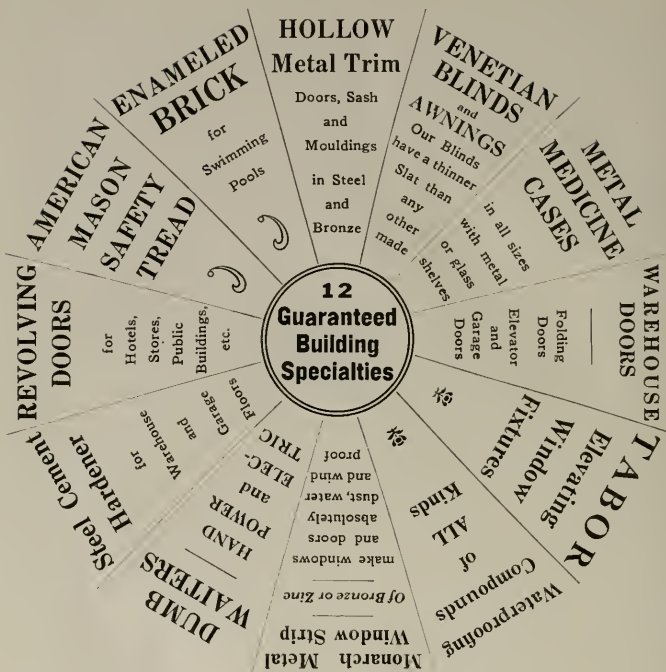 12
Guaranteed
Building
Specialties
HOLLOW
Metal Trim
Doors, Sash
and
Mouldings
in Steel
and
Bronze
VENETIAN
BLINDS
and
AWNINGS
Our Blinds
have a thinner
Slat than
any
other
made
METAL
MEDICINE
CASES
in all sizes
with metal
or glass
shelves
WAREHOUSE
DOORS
Folding
Doors
Elevator
and
Garage
Doors
TABOR
Elevating
Window
Fixtures
Waterproofing
Compounds
of
ALL
Kinds
Monarch Metal
Window Strip
Of Bronze or Zinc
make windows
and doors
absolutely
dust, water,
and wind
proof
DUMB
WAITERS
HAND
POWER
and
ELEC-
TRIC
Steel Cement
Hardener
for
Warehouse
and
Garage
Floors
REVOLVING
DOORS
for
Hotels,
Stores,
Public
Buildings,
etc.
AMERICAN
MASON
SAFETY
TREAD
ENAMELED
BRICK
for
Swimming
Pools